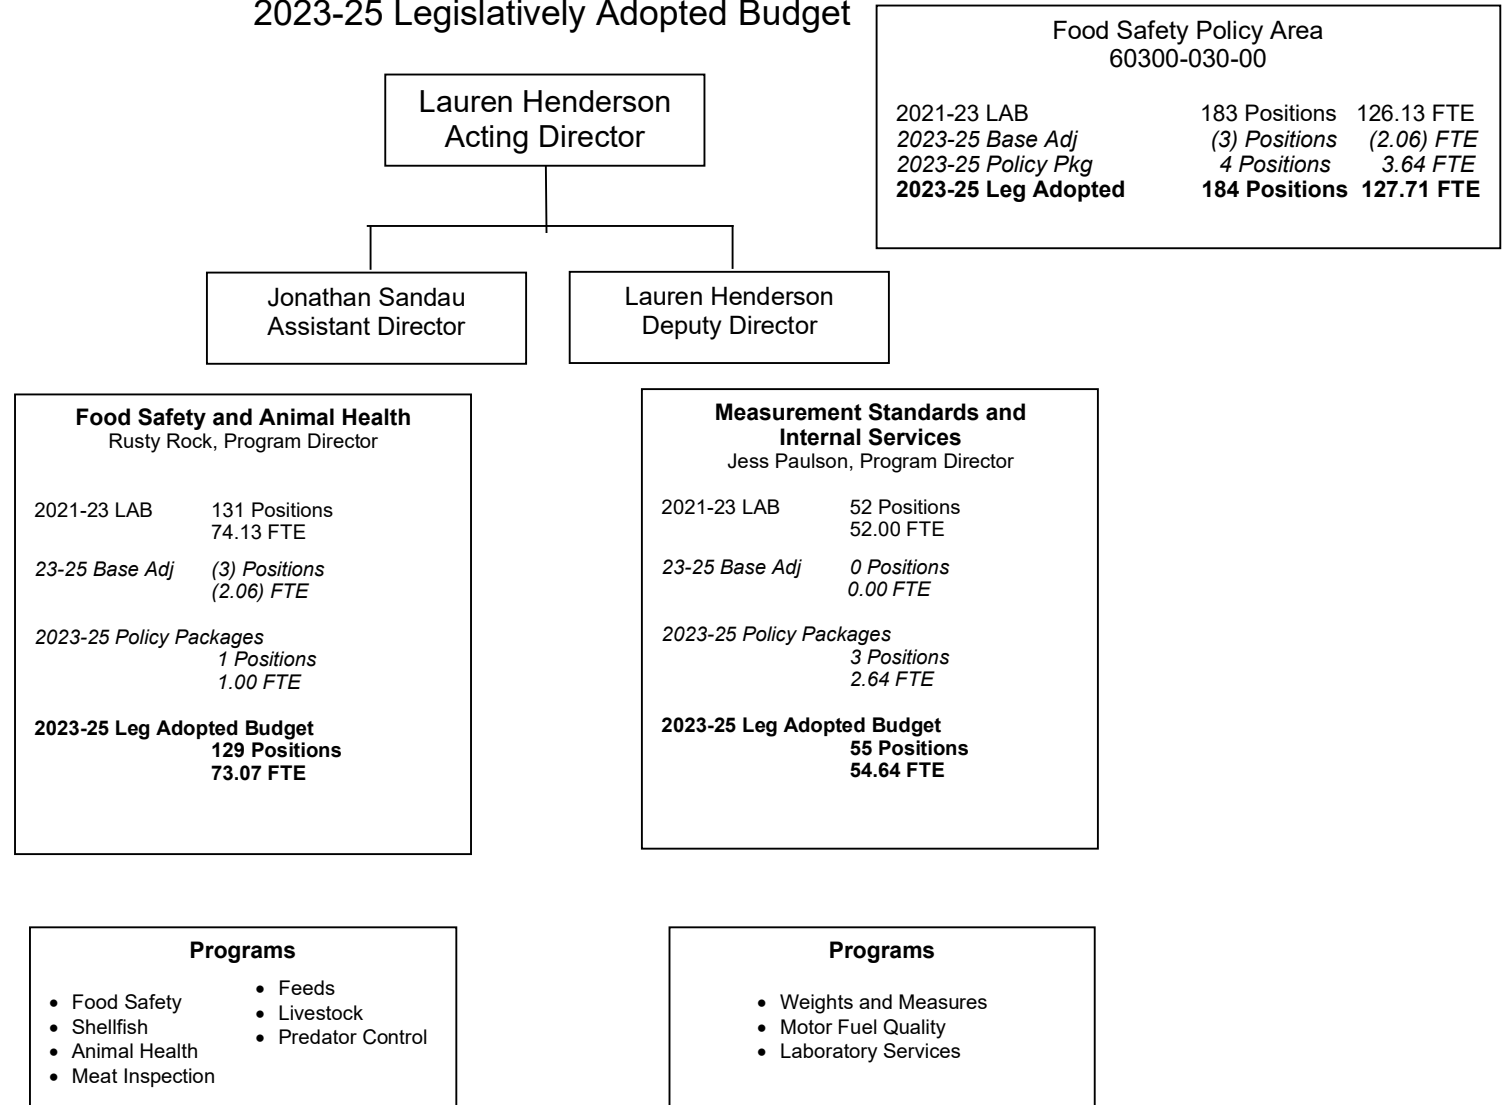 2023-25 Legislatively Adopted Budget
Food Safety Policy Area
60300-030-00
2021-23 LAB 183 Positions 126.13 FTE
2023-25 Base Adj (3) Positions (2.06) FTE
2023-25 Policy Pkg 4 Positions 3.64 FTE
2023-25 Leg Adopted 184 Positions 127.71 FTE
Lauren Henderson
Acting Director
Jonathan Sandau
Assistant Director
Lauren Henderson
Deputy Director
Food Safety and Animal Health
Rusty Rock, Program Director
2021-23 LAB 131 Positions
74.13 FTE
23-25 Base Adj (3) Positions
(2.06) FTE
2023-25 Policy Packages
1 Positions
1.00 FTE
2023-25 Leg Adopted Budget
129 Positions
73.07 FTE
Measurement Standards and
Internal Services
Jess Paulson, Program Director
2021-23 LAB 52 Positions
52.00 FTE
23-25 Base Adj 0 Positions
0.00 FTE
2023-25 Policy Packages
3 Positions
2.64 FTE
2023-25 Leg Adopted Budget
55 Positions
54.64 FTE
Programs
• Food Safety
• Shellfish
• Animal Health
• Meat Inspection
• Feeds
• Livestock
• Predator Control
Programs
• Weights and Measures
• Motor Fuel Quality
• Laboratory Services